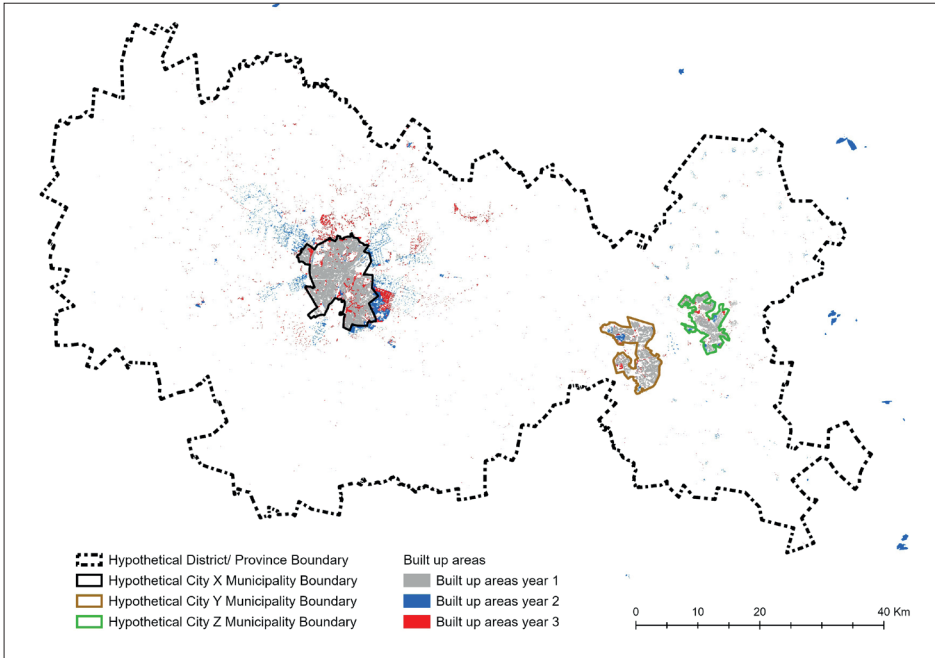 Hypothetical District/ Province Boundary
Hypothetical City X Municipality Boundary
Hypothetical City Y Municipality Boundary
Hypothetical City Z Municipality Boundary
Built up areas
Built up areas year 1
Built up areas year 2
Built up areas year 3
0 10 20 40 Km